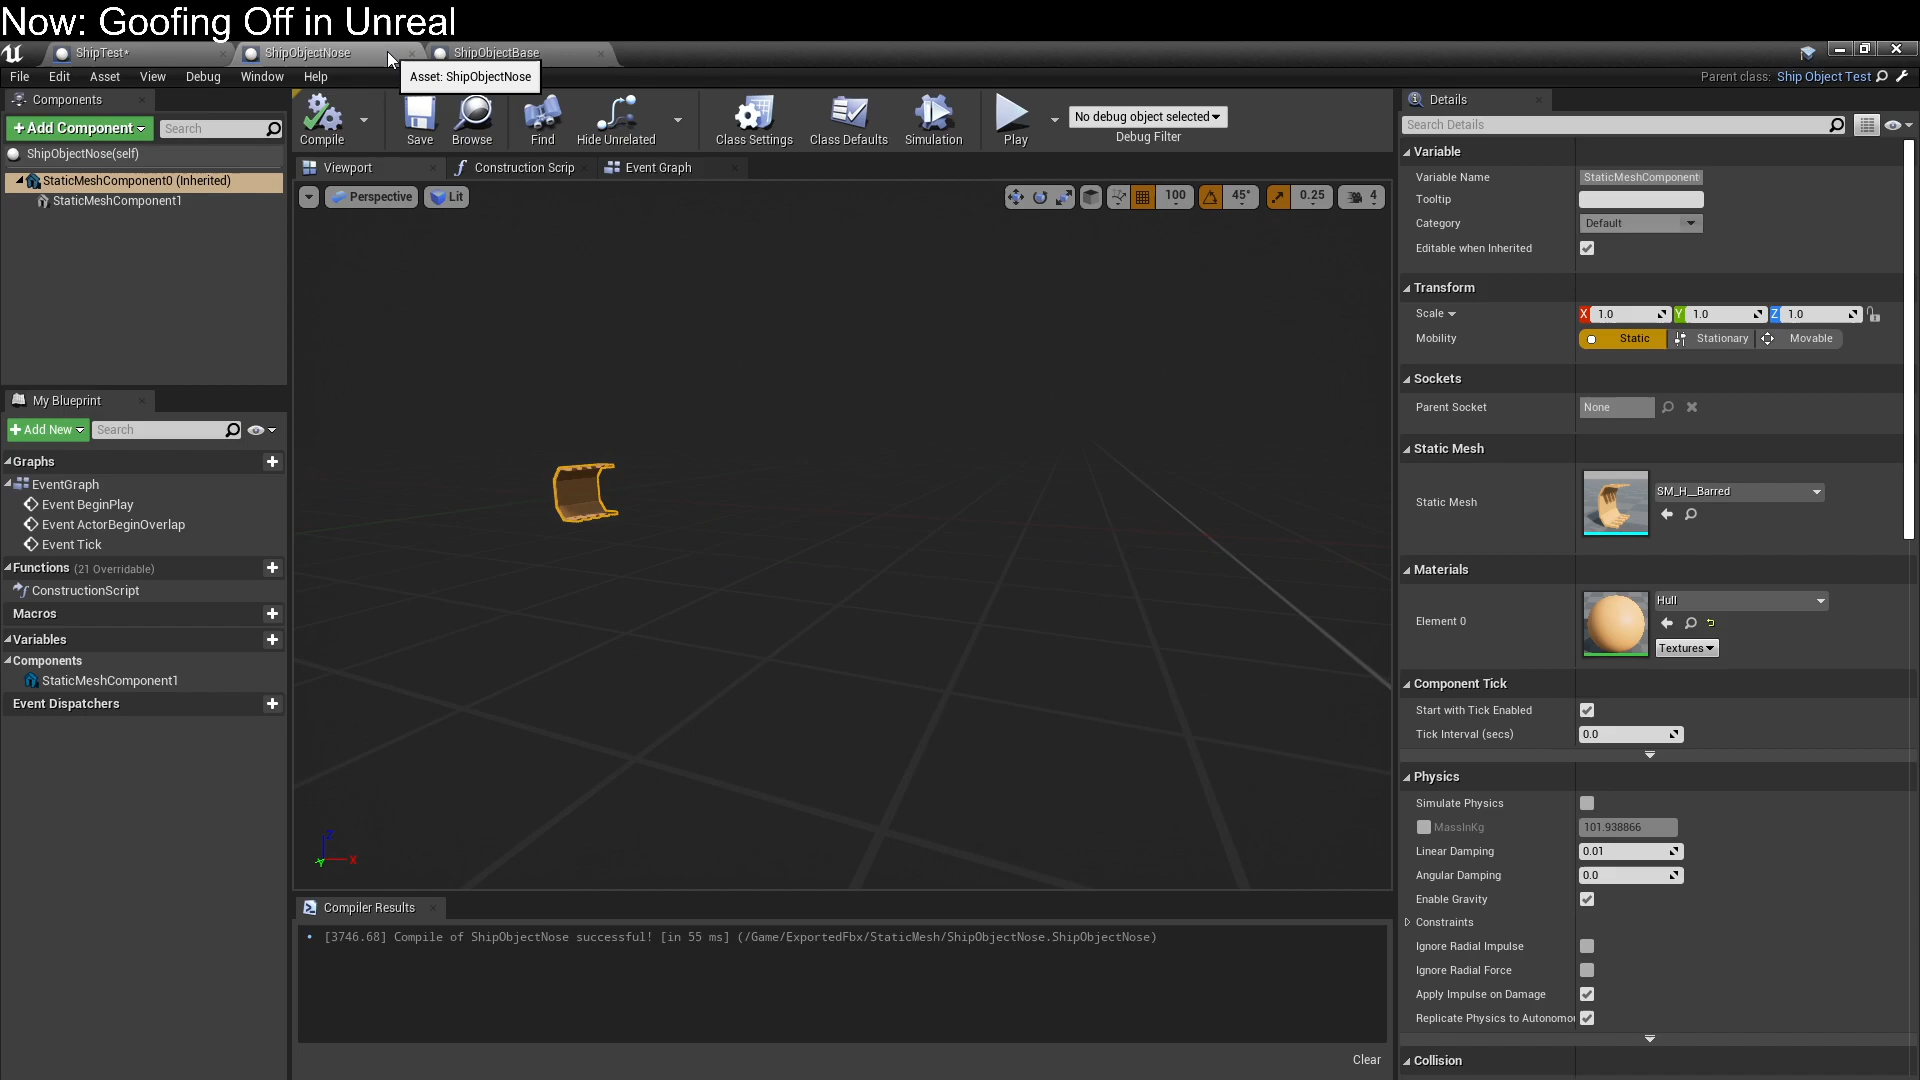 Now: Goofing Off in Unreal
ShipTest*
ShipObjectNose
ShipObjectBase
File Edit Asset View Debug Window Help
Asset: ShipObjectNose
Parent class: Ship Object Test
Components
+Add Component
Search
ShipObjectNose(self)
StaticMeshComponent0 (Inherited)
StaticMeshComponent1
Compile
Save
Browse
Find
Hide Unrelated
Class Settings
Class Defaults
Simulation
Play
No debug object selected
Debug Filter
Viewport
Construction Scrip
Event Graph
Perspective
Lit
100
45°
0.25
4
Z
X
Y
My Blueprint
+Add New
Search
Graphs
EventGraph
Event BeginPlay
Event ActorBeginOverlap
Event Tick
Functions (21 Overridable)
ConstructionScript
Macros
Variables
Components
StaticMeshComponent1
Event Dispatchers
Compiler Results
• [3746.68] Compile of ShipObjectNose successful! [in 55 ms] (/Game/ExportedFbx/StaticMesh/ShipObjectNose.ShipObjectNose)
Clear
Details
Search Details
Variable
Variable Name StaticMeshComponent
Tooltip
Category Default
Editable when Inherited
Transform
Scale X 1.0 Y 1.0 Z 1.0
Mobility Static Stationary Movable
Sockets
Parent Socket None
Static Mesh
Static Mesh SM_H__Barred
Materials
Element 0 Hull
Textures
Component Tick
Start with Tick Enabled
Tick Interval (secs) 0.0
Physics
Simulate Physics
MassInKg 101.938866
Linear Damping 0.01
Angular Damping 0.0
Enable Gravity
Constraints
Ignore Radial Impulse
Ignore Radial Force
Apply Impulse on Damage
Replicate Physics to Autonomo
Collision